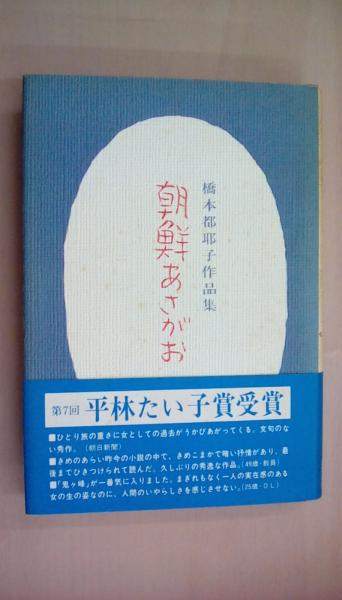 橋本都耶子作品集
朝鮮あさがお
第7回 平林たい子賞受賞
■ひとり旅の重さに女としての過去がうかびあがってくる。文句のな
い秀作。(朝日新聞)
■きめのあらい昨今の小説の中で、きめこまかで暗い抒情があり、最
後までひきつけられて読んだ。久しぶりの秀逸な作品。(49歳・教員)
■「鬼ヶ峰」が一番気に入りました。まぎれもなく一人の実在感のある
女の生の姿なのに、人間のいやらしさを感じさせない。(25歳・OL)